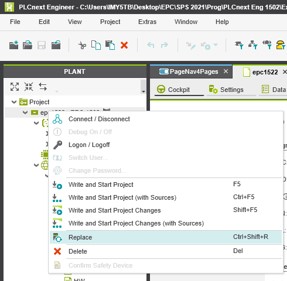 PLCnext Engineer - C:\Users\IMY5TB\Desktop\EPC\SPS 2021\Prog\PLCnext Eng 1502\Ex
File Edit View Project Extras Window Help
PLANT
PageNav4Pages X epc1522 X
Cockpit Settings Data
Project
Connect / Disconnect
Debug On / Off
Logon / Logoff
Switch User...
Change Password...
Write and Start Project F5
Write and Start Project (with Sources) Ctrl+F5
Write and Start Project Changes Shift+F5
Write and Start Project Changes (with Sources)
Replace Ctrl+Shift+R
Delete Del
Confirm Safety Device
HW